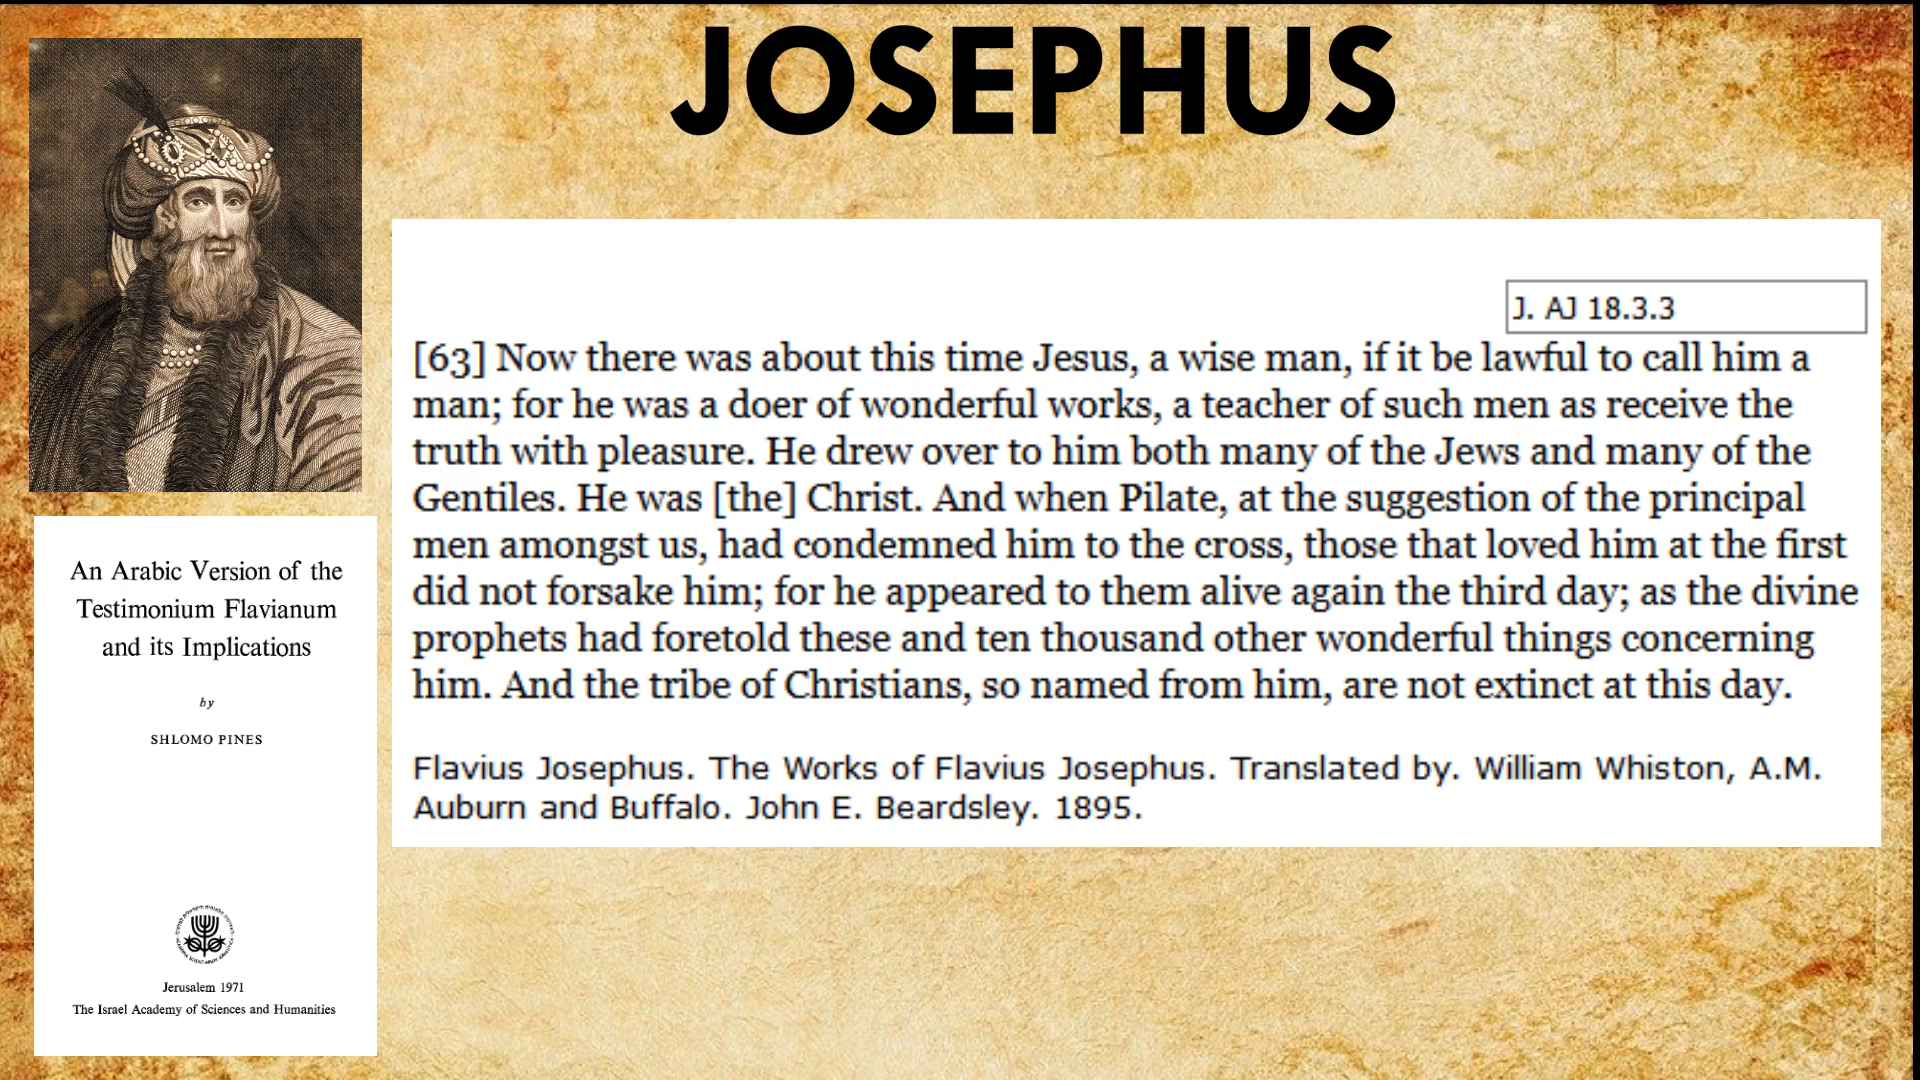 JOSEPHUS
J. AJ 18.3.3
[63] Now there was about this time Jesus, a wise man, if it be lawful to call him a
man; for he was a doer of wonderful works, a teacher of such men as receive the
truth with pleasure. He drew over to him both many of the Jews and many of the
Gentiles. He was [the] Christ. And when Pilate, at the suggestion of the principal
men amongst us, had condemned him to the cross, those that loved him at the first
did not forsake him; for he appeared to them alive again the third day; as the divine
prophets had foretold these and ten thousand other wonderful things concerning
him. And the tribe of Christians, so named from him, are not extinct at this day.
Flavius Josephus. The Works of Flavius Josephus. Translated by. William Whiston, A.M.
Auburn and Buffalo. John E. Beardsley. 1895.
An Arabic Version of the
Testimonium Flavianum
and its Implications
by
SHLOMO PINES
Jerusalem 1971
The Israel Academy of Sciences and Humanities